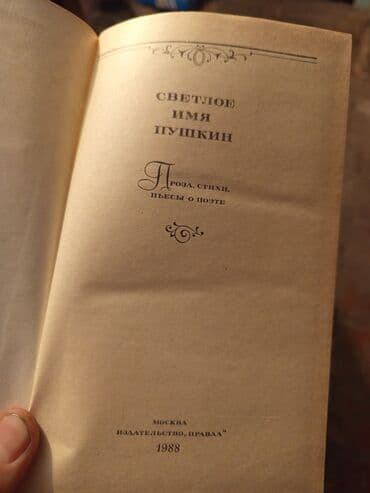 СВЕТЛОЕ
ИМЯ
ПУШКИН
Проза, стихи,
пьесы о поэте
МОСКВА
ИЗДАТЕЛЬСТВО „ПРАВДА“
1988